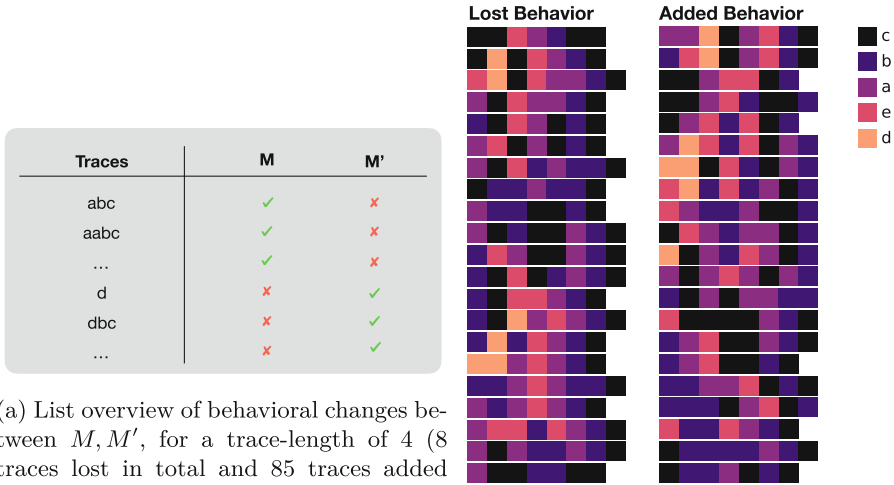 Lost Behavior
Added Behavior
c
b
a
e
d
Traces M M’
abc ✓ ✗
aabc ✓ ✗
... ✓ ✗
d ✗ ✓
dbc ✗ ✓
... ✗ ✓
(a) List overview of behavioral changes be-
tween M, M′, for a trace-length of 4 (8
traces lost in total and 85 traces added